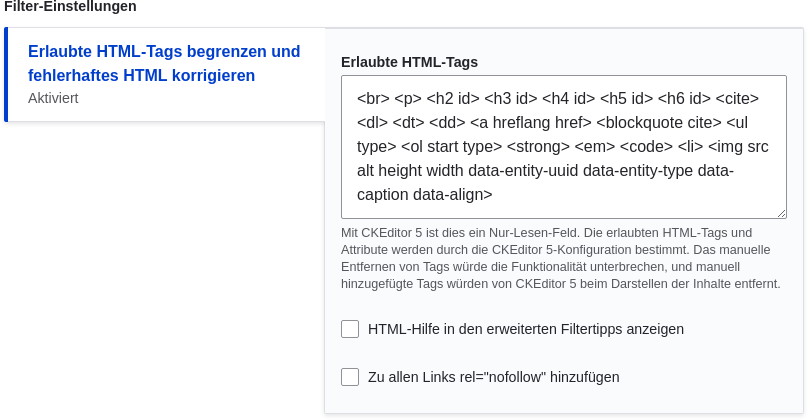 Filter-Einstellungen
Erlaubte HTML-Tags begrenzen und
fehlerhaftes HTML korrigieren
Aktiviert
Erlaubte HTML-Tags
<br> <p> <h2 id> <h3 id> <h4 id> <h5 id> <h6 id> <cite>
<dl> <dt> <dd> <a hreflang href> <blockquote cite> <ul
type> <ol start type> <strong> <em> <code> <li> <img src
alt height width data-entity-uuid data-entity-type data-
caption data-align>
Mit CKEditor 5 ist dies ein Nur-Lesen-Feld. Die erlaubten HTML-Tags und
Attribute werden durch die CKEditor 5-Konfiguration bestimmt. Das manuelle
Entfernen von Tags würde die Funktionalität unterbrechen, und manuell
hinzugefügte Tags würden von CKEditor 5 beim Darstellen der Inhalte entfernt.
HTML-Hilfe in den erweiterten Filtertipps anzeigen
Zu allen Links rel="nofollow" hinzufügen